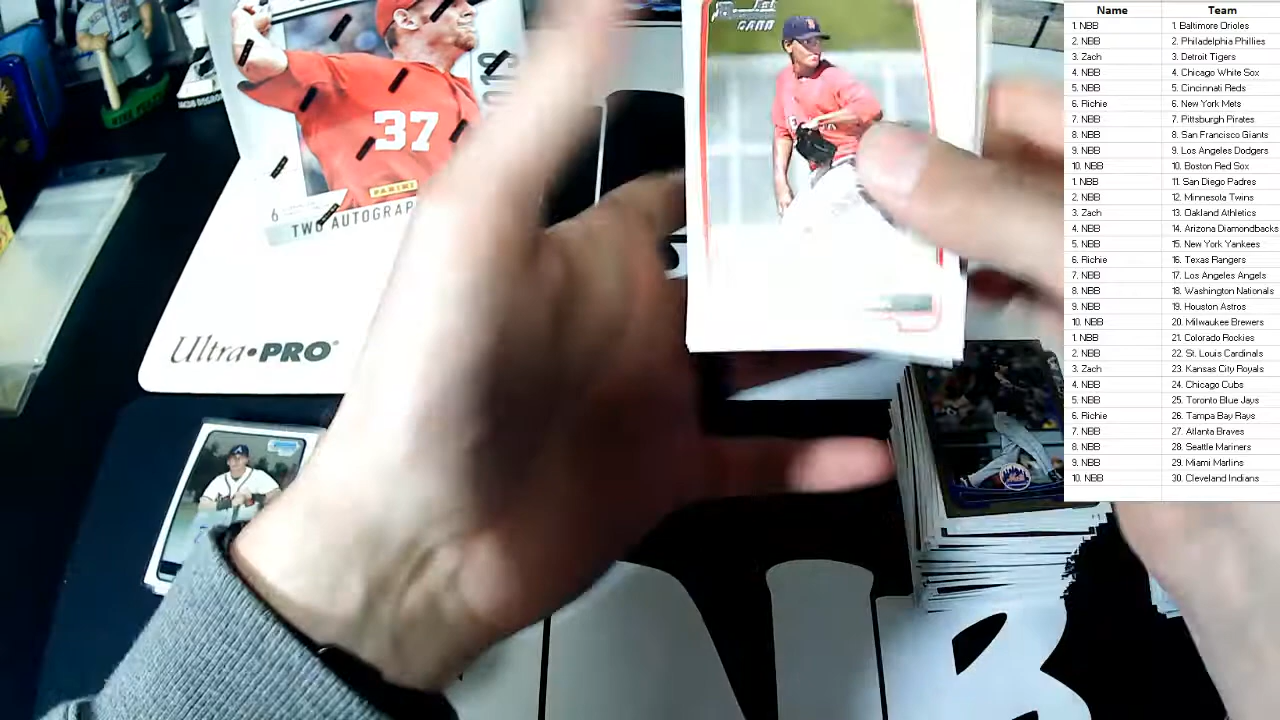 37
PANINI
6
TWO AUTOGRAP
Ultra•PRO
CARD
Name Team
1. NBB 1. Baltimore Orioles
2. NBB 2. Philadelphia Phillies
3. Zach 3. Detroit Tigers
4. NBB 4. Chicago White Sox
5. NBB 5. Cincinnati Reds
6. Richie 6. New York Mets
7. NBB 7. Pittsburgh Pirates
8. NBB 8. San Francisco Giants
9. NBB 9. Los Angeles Dodgers
10. NBB 10. Boston Red Sox
1. NBB 11. San Diego Padres
2. NBB 12. Minnesota Twins
3. Zach 13. Oakland Athletics
4. NBB 14. Arizona Diamondbacks
5. NBB 15. New York Yankees
6. Richie 16. Texas Rangers
7. NBB 17. Los Angeles Angels
8. NBB 18. Washington Nationals
9. NBB 19. Houston Astros
10. NBB 20. Milwaukee Brewers
1. NBB 21. Colorado Rockies
2. NBB 22. St. Louis Cardinals
3. Zach 23. Kansas City Royals
4. NBB 24. Chicago Cubs
5. NBB 25. Toronto Blue Jays
6. Richie 26. Tampa Bay Rays
7. NBB 27. Atlanta Braves
8. NBB 28. Seattle Mariners
9. NBB 29. Miami Marlins
10. NBB 30. Cleveland Indians